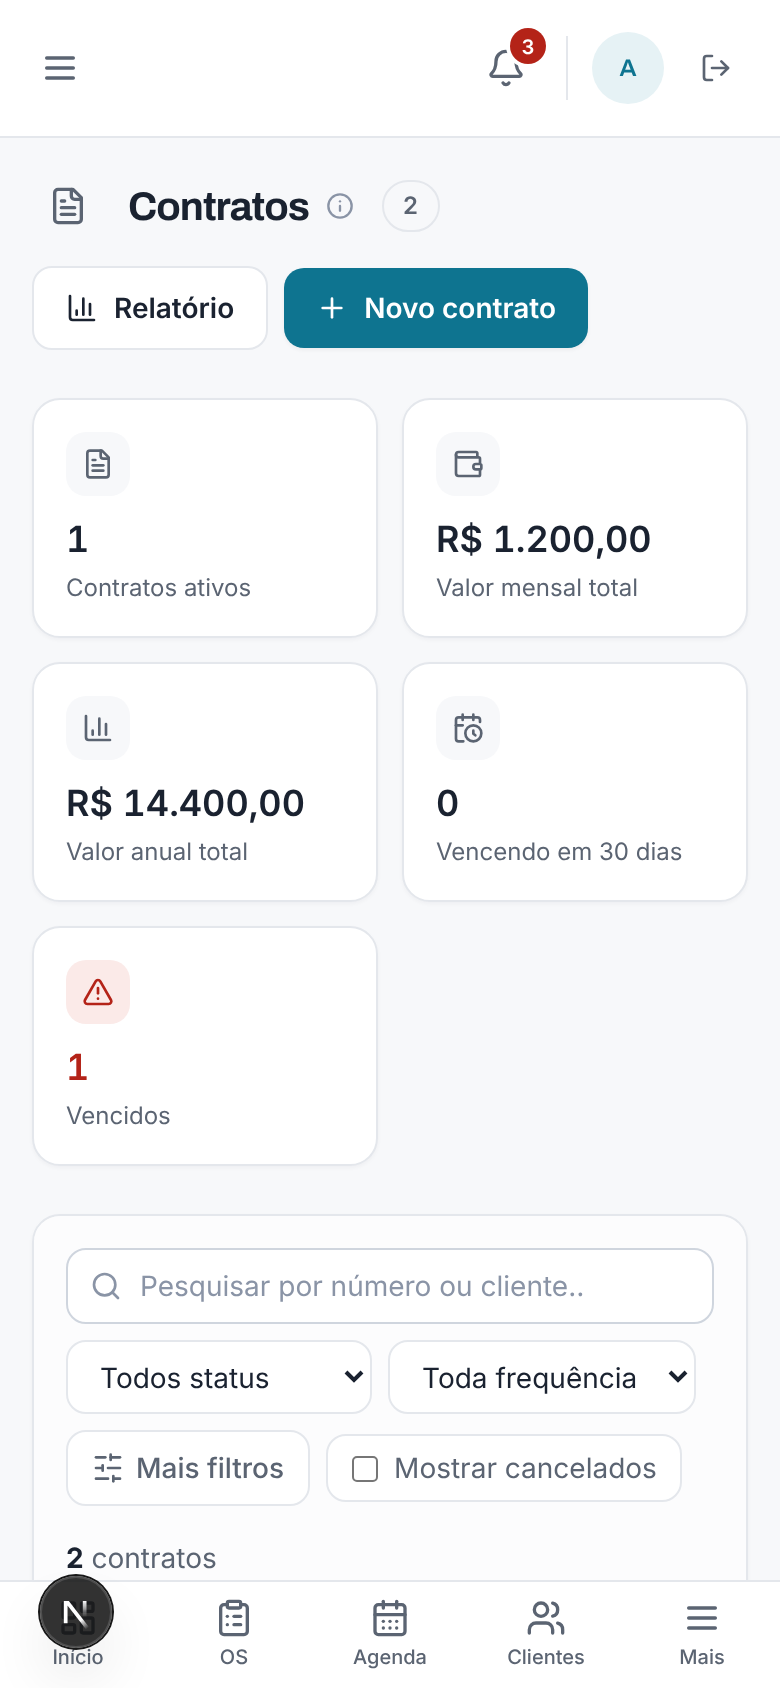 3
A
Contratos
2
Relatório
Novo contrato
1
Contratos ativos
R$ 1.200,00
Valor mensal total
R$ 14.400,00
Valor anual total
0
Vencendo em 30 dias
1
Vencidos
Pesquisar por número ou cliente..
Todos status
Toda frequência
Mais filtros
Mostrar cancelados
2 contratos
N
Início
OS
Agenda
Clientes
Mais